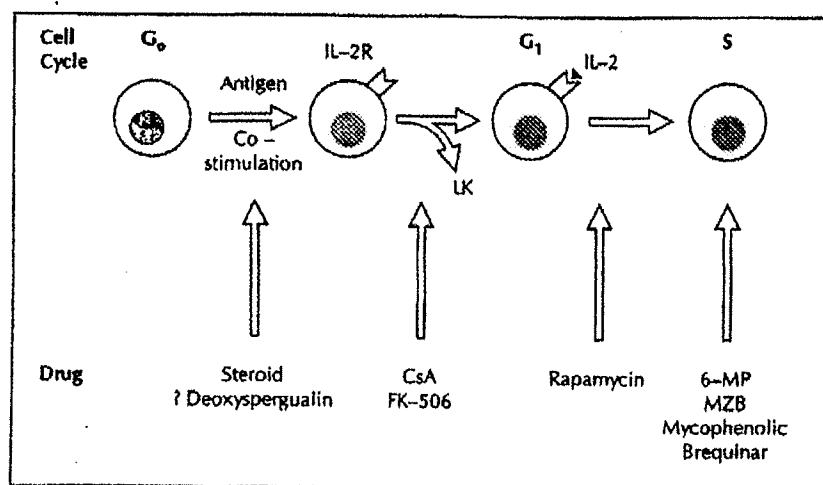 Cell
Cycle
G₀
IL–2R
G₁
IL–2
S
Antigen
Co –
stimulation
LK
Drug
Steroid
? Deoxyspergualin
CsA
FK–506
Rapamycin
6–MP
MZB
Mycophenolic
Brequinar